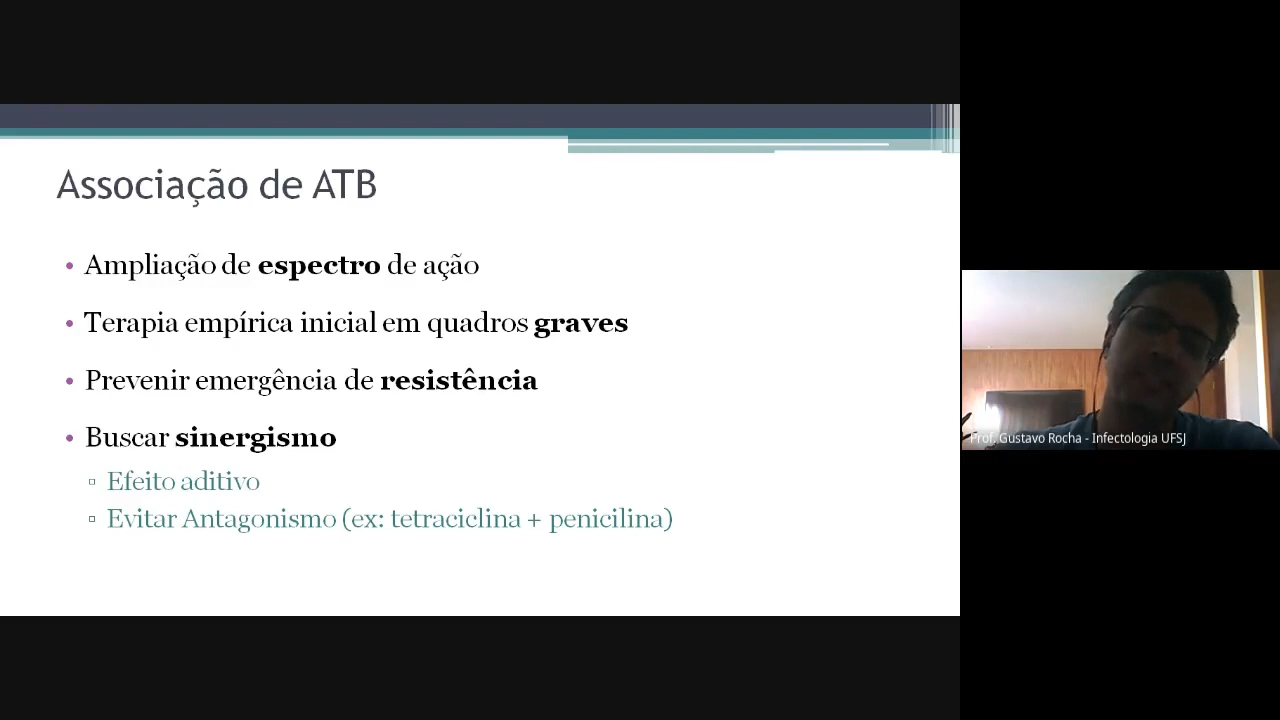 Associação de ATB
• Ampliação de espectro de ação
• Terapia empírica inicial em quadros graves
• Prevenir emergência de resistência
• Buscar sinergismo
▫ Efeito aditivo
▫ Evitar Antagonismo (ex: tetraciclina + penicilina)
Prof. Gustavo Rocha - Infectologia UFSJ